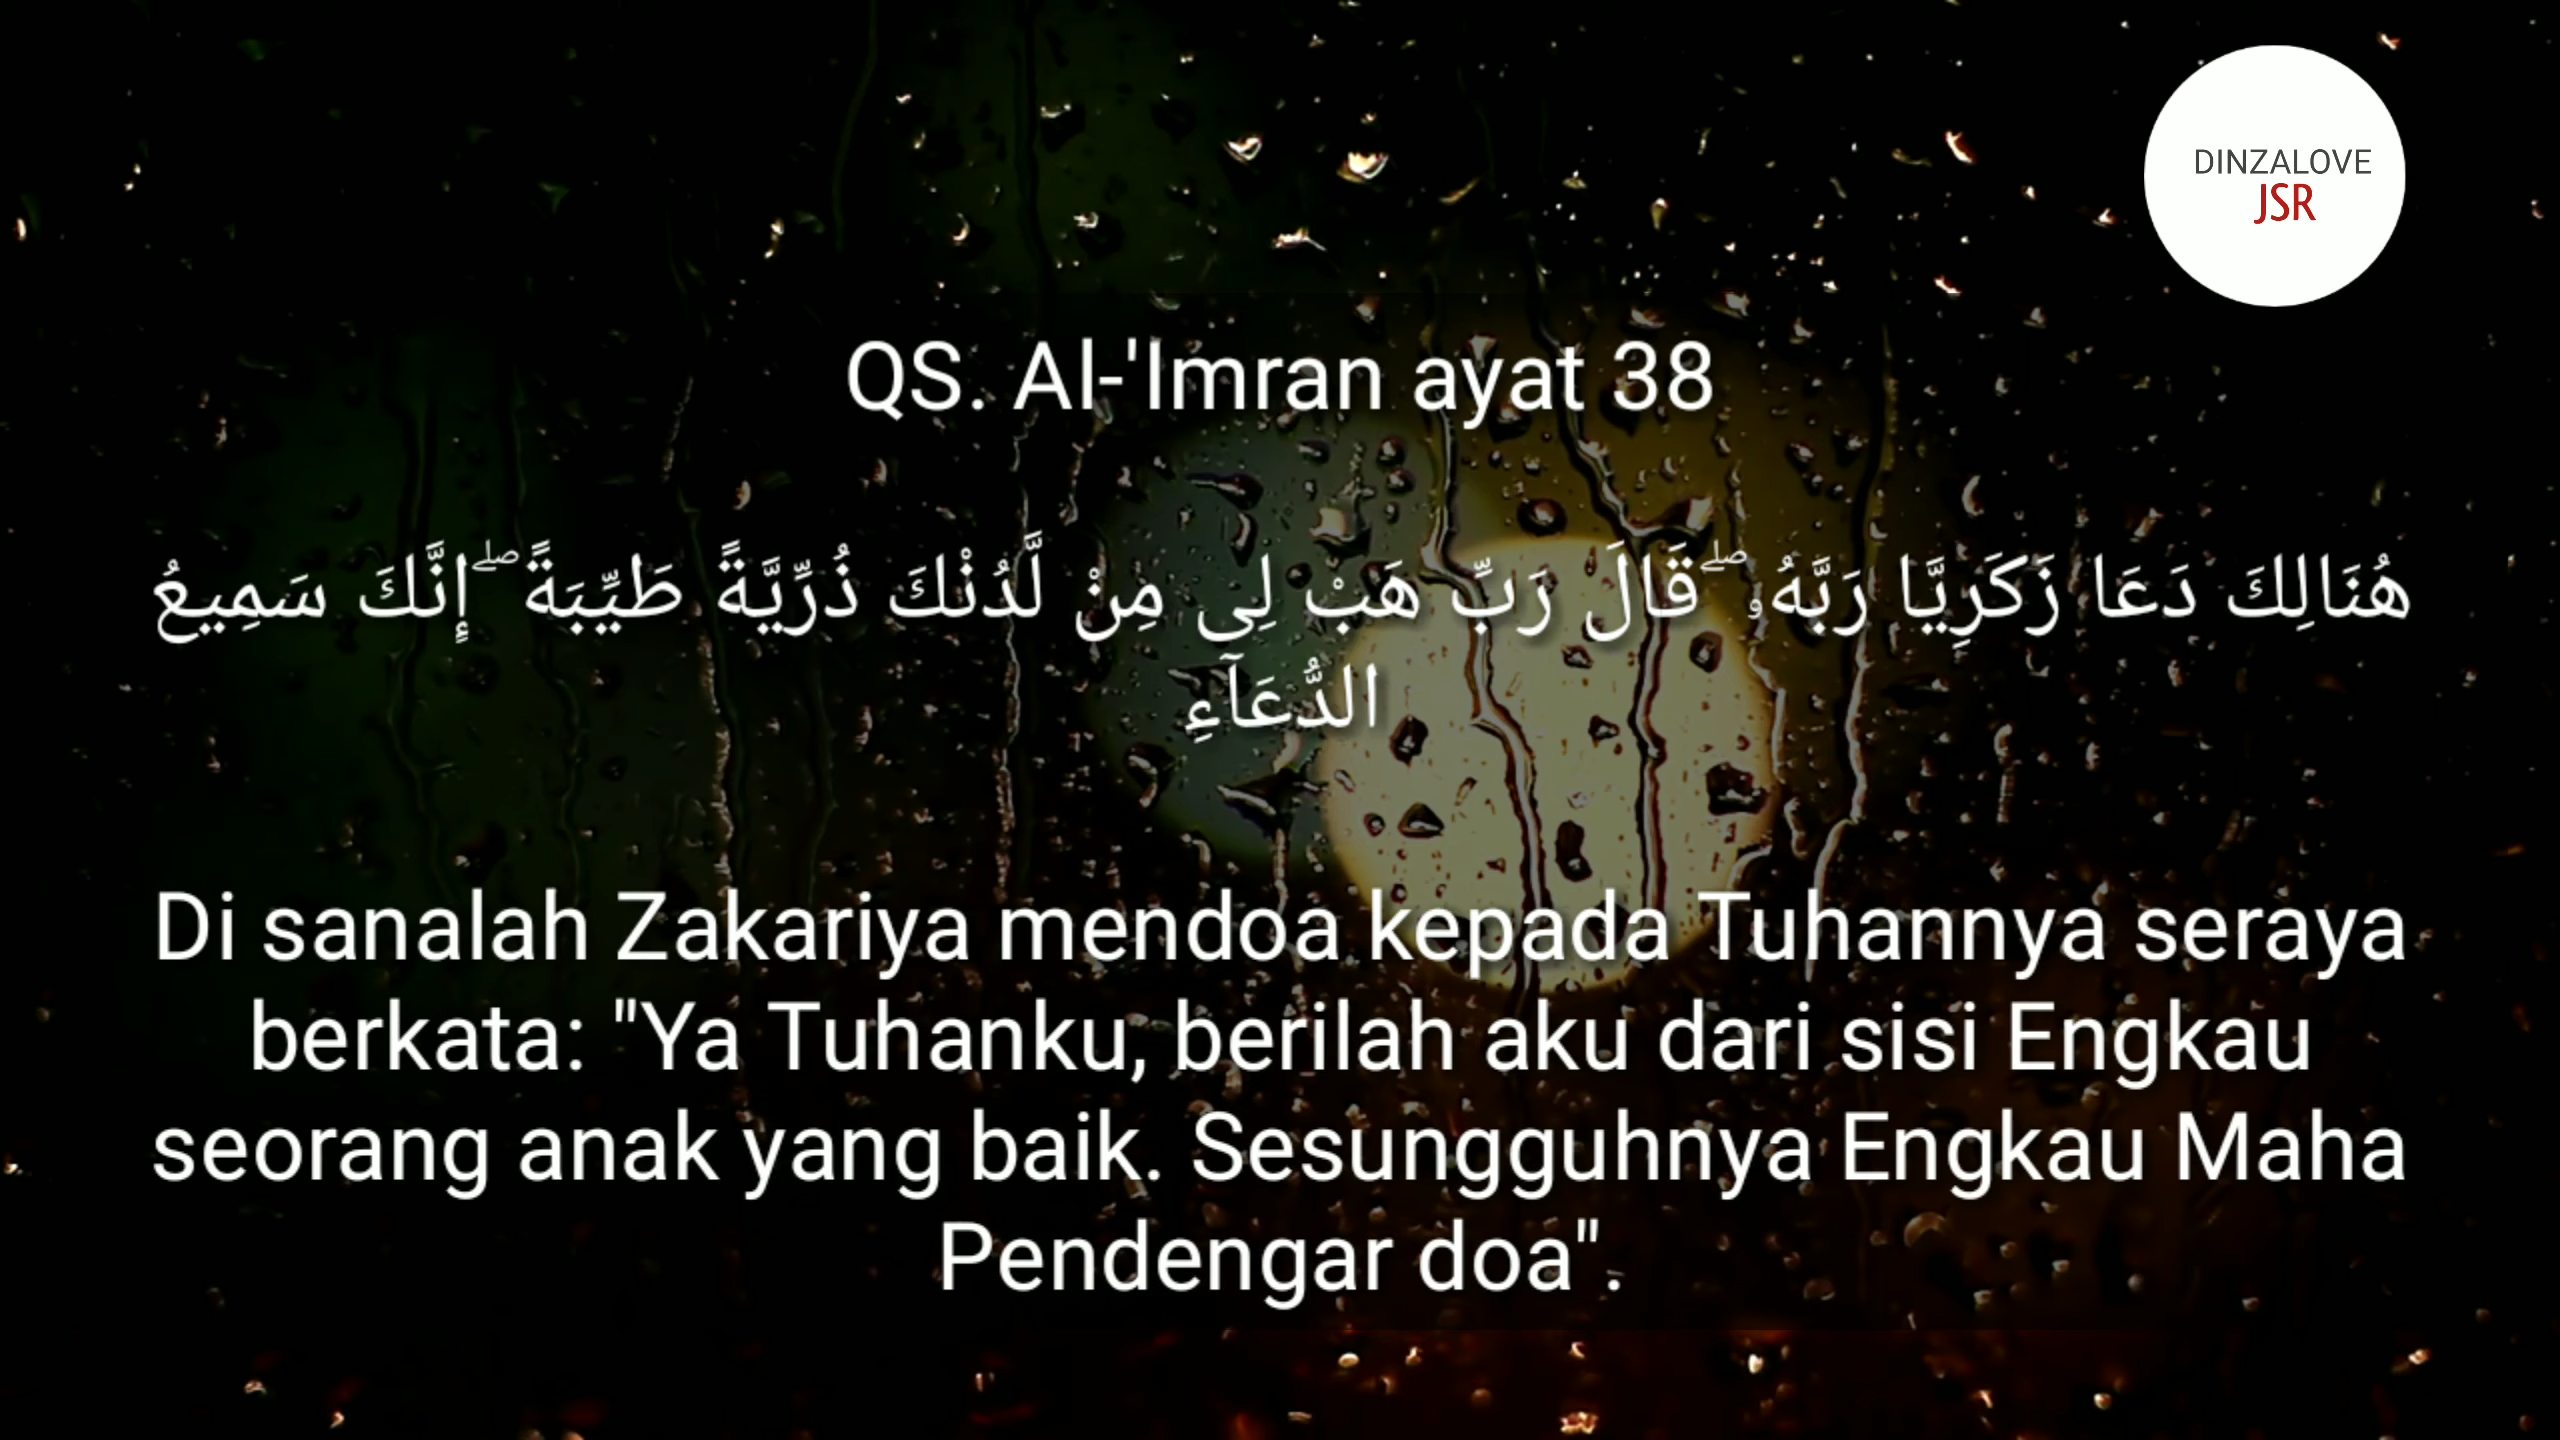 DINZALOVE
JSR
QS. Al-'Imran ayat 38
هُنَالِكَ دَعَا زَكَرِيَّا رَبَّهُۥ ۖ قَالَ رَبِّ هَبْ لِى مِنْ لَّدُنْكَ ذُرِّيَّةً طَيِّبَةً ۖ إِنَّكَ سَمِيعُ
الدُّعَآءِ
Di sanalah Zakariya mendoa kepada Tuhannya seraya
berkata: "Ya Tuhanku, berilah aku dari sisi Engkau
seorang anak yang baik. Sesungguhnya Engkau Maha
Pendengar doa".